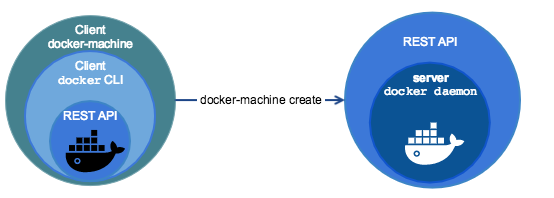 Client
docker-machine
Client
docker CLI
REST API
docker-machine create
REST API
server
docker daemon